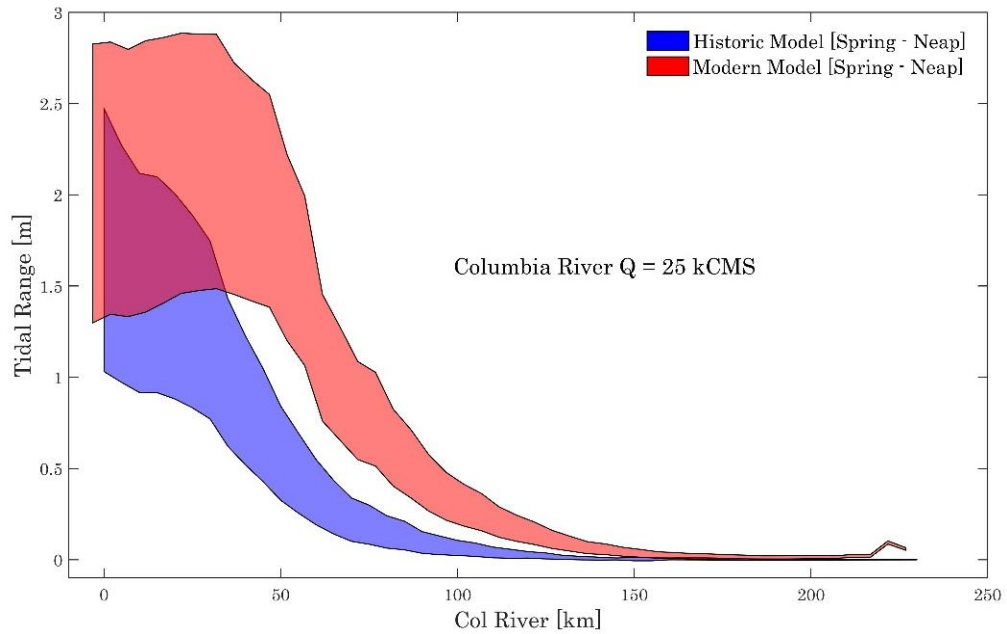 3
2.5
2
1.5
1
0.5
0
Tidal Range [m]
Historic Model [Spring - Neap]
Modern Model [Spring - Neap]
Columbia River Q = 25 kCMS
0 50 100 150 200 250
Col River [km]